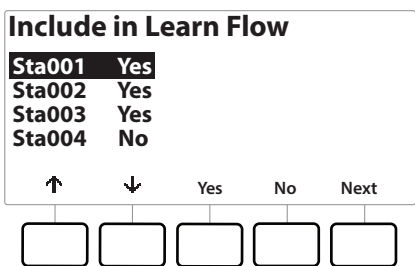 Include in Learn Flow
Sta001 Yes
Sta002 Yes
Sta003 Yes
Sta004 No
↑ ↓ Yes No Next